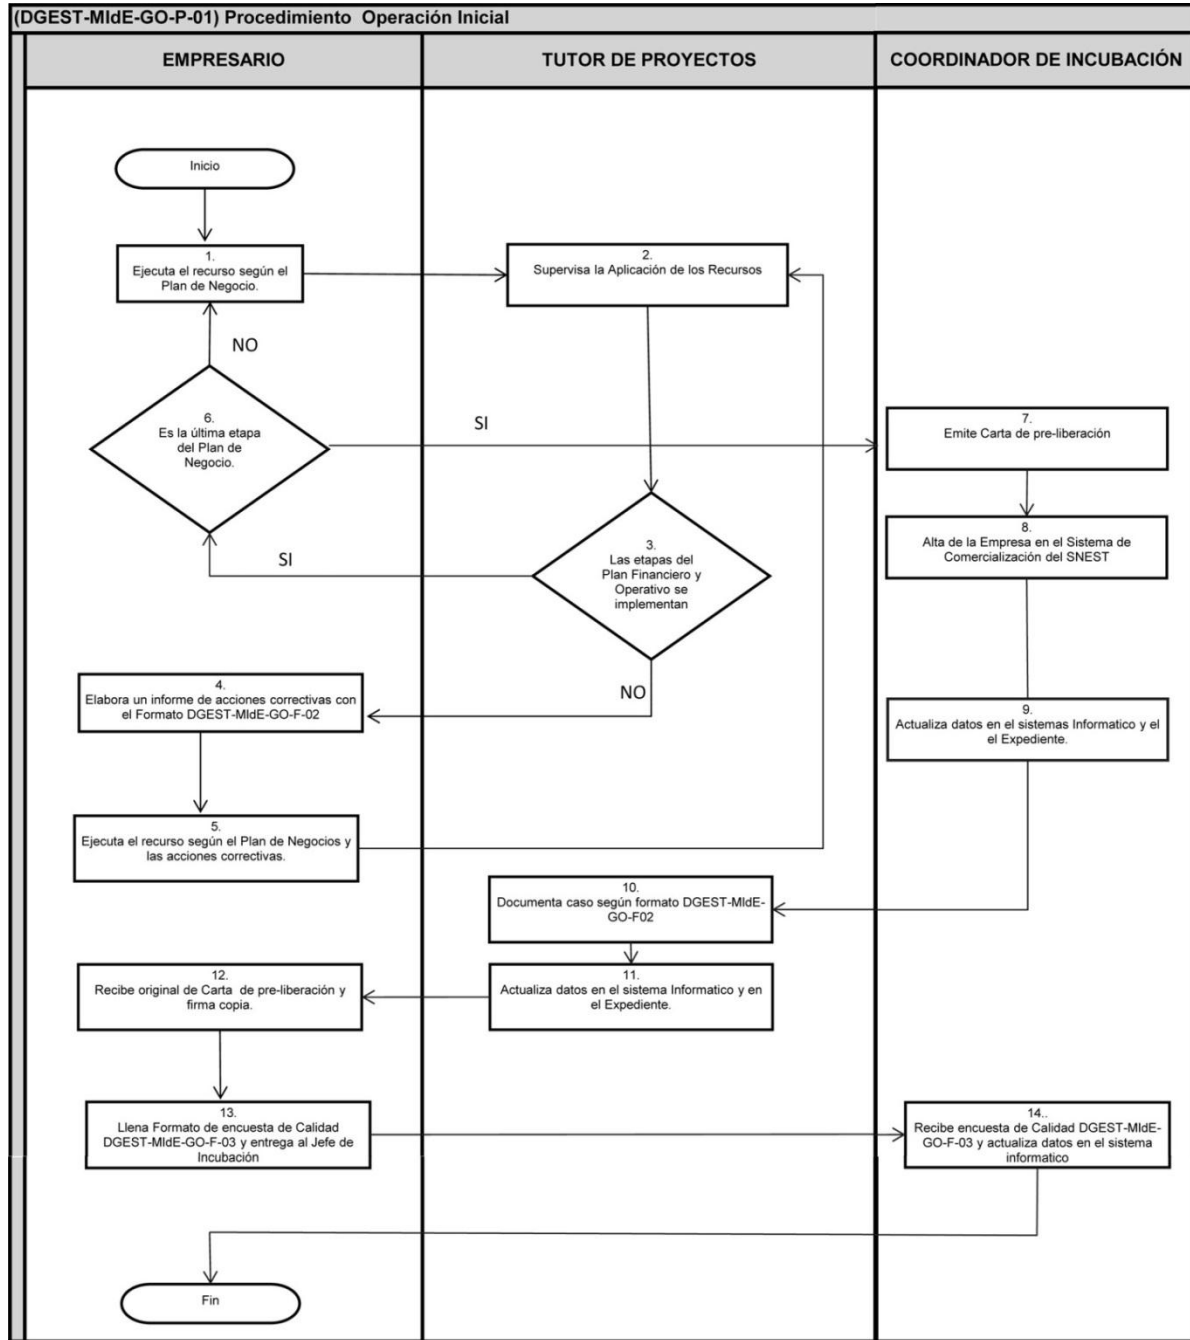 (DGEST-MIdE-GO-P-01) Procedimiento  Operación Inicial
EMPRESARIO
TUTOR DE PROYECTOS
COORDINADOR DE INCUBACIÓN
Inicio
1.
Ejecuta el recurso según el
Plan de Negocio.
2.
Supervisa la Aplicación de los Recursos
NO
6.
Es la última etapa
del Plan de
Negocio.
SI
7.
Emite Carta de pre-liberación
8.
Alta de la Empresa en el Sistema de
Comercialización del SNEST
3.
Las etapas del
Plan Financiero y
Operativo se
implementan
SI
NO
4.
Elabora un informe de acciones correctivas con
el Formato DGEST-MIdE-GO-F-02
9.
Actualiza datos en el sistemas Informatico y el
el Expediente.
5.
Ejecuta el recurso según el Plan de Negocios y
las acciones correctivas.
10.
Documenta caso según formato DGEST-MIdE-
GO-F02
11.
Actualiza datos en el sistema Informatico y en
el Expediente.
12.
Recibe original de Carta  de pre-liberación y
firma copia.
13.
Llena Formato de encuesta de Calidad
DGEST-MIdE-GO-F-03 y entrega al Jefe de
Incubación
14..
Recibe encuesta de Calidad DGEST-MIdE-
GO-F-03 y actualiza datos en el sistema
informatico
Fin